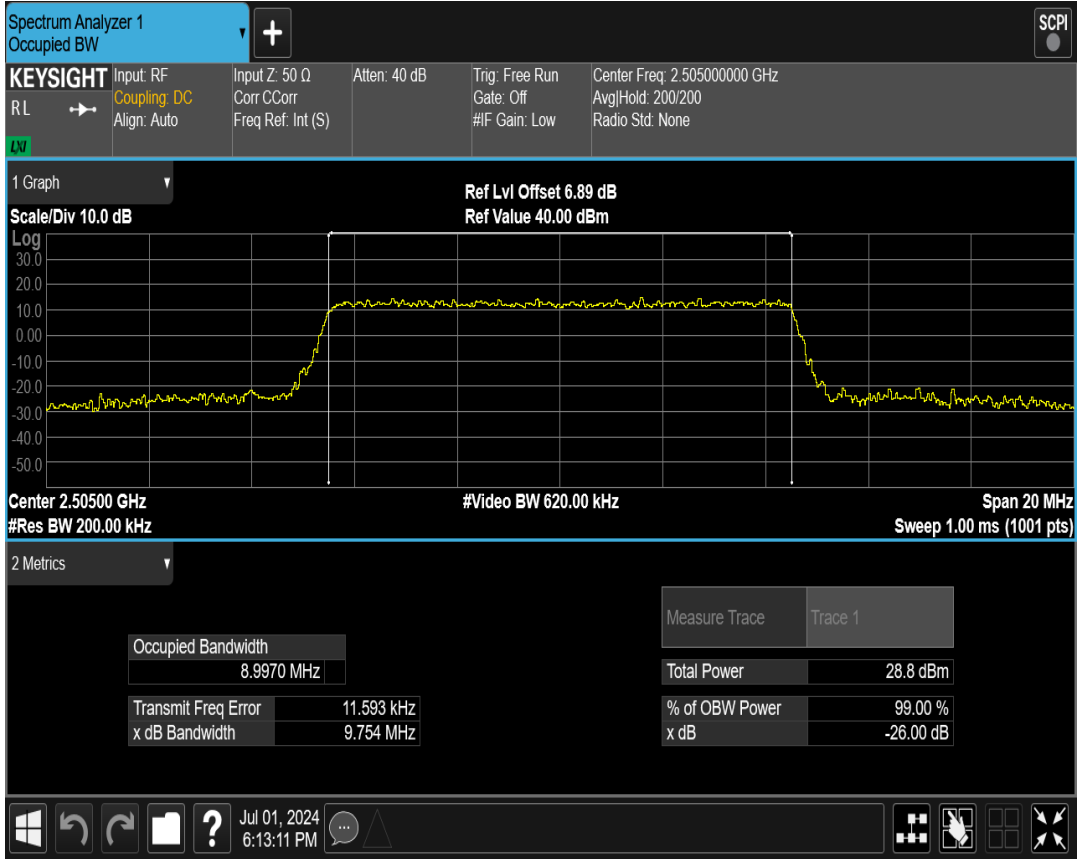 Spectrum Analyzer 1
Occupied BW
SCPI
KEYSIGHT
RL
LXI
Input: RF
Coupling: DC
Align: Auto
Input Z: 50 Ω
Corr CCorr
Freq Ref: Int (S)
Atten: 40 dB
Trig: Free Run
Gate: Off
#IF Gain: Low
Center Freq: 2.505000000 GHz
Avg|Hold: 200/200
Radio Std: None
1 Graph
Scale/Div 10.0 dB
Ref Lvl Offset 6.89 dB
Ref Value 40.00 dBm
Log
30.0
20.0
10.0
0.00
-10.0
-20.0
-30.0
-40.0
-50.0
Center 2.50500 GHz
#Video BW 620.00 kHz
Span 20 MHz
#Res BW 200.00 kHz
Sweep 1.00 ms (1001 pts)
2 Metrics
Measure Trace Trace 1
Occupied Bandwidth
8.9970 MHz
Total Power 28.8 dBm
Transmit Freq Error 11.593 kHz
x dB Bandwidth 9.754 MHz
% of OBW Power 99.00 %
x dB -26.00 dB
Jul 01, 2024
6:13:11 PM